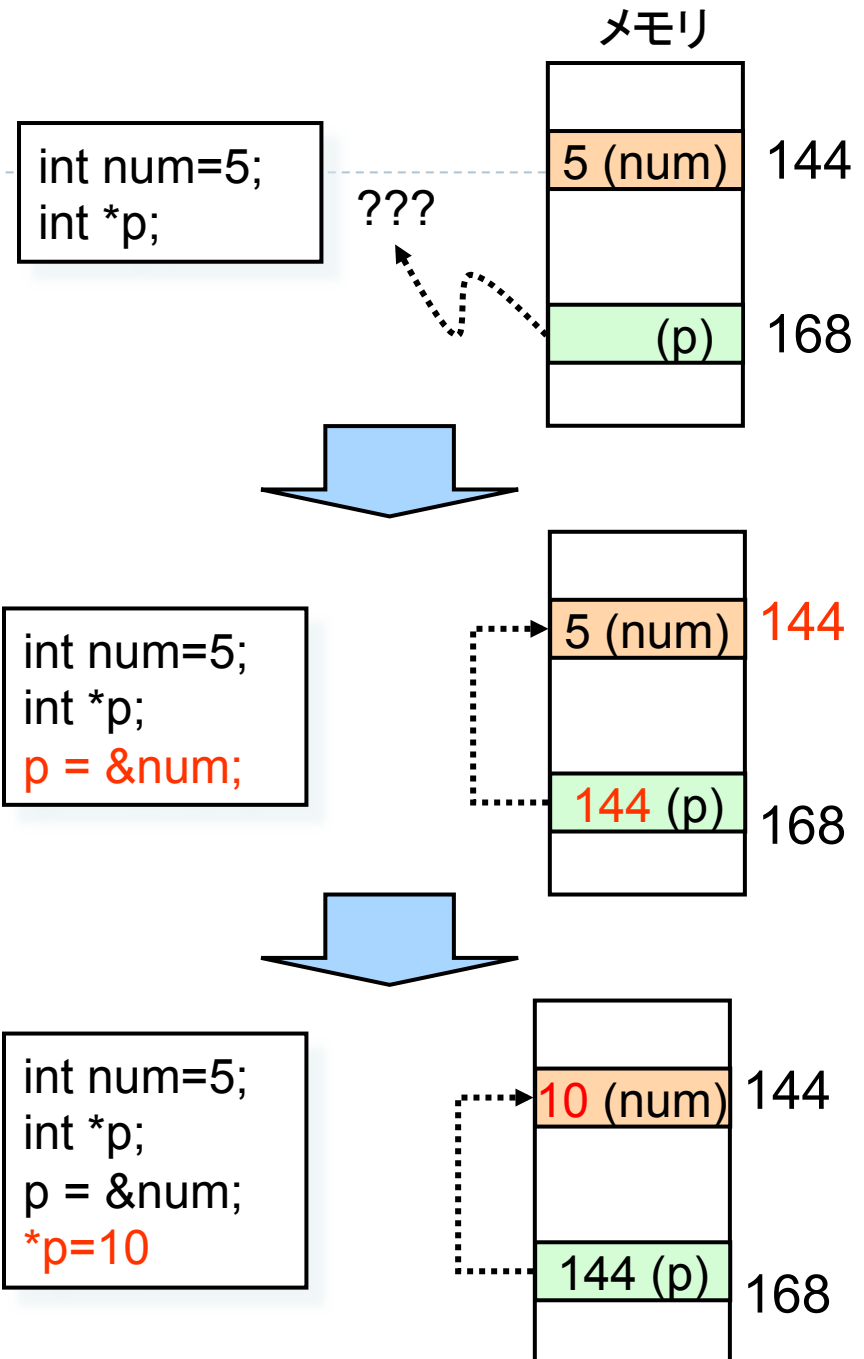 メモリ
int num=5;
int *p;
???
5 (num) 144
(p) 168
int num=5;
int *p;
p = &num;
5 (num) 144
144 (p) 168
int num=5;
int *p;
p = &num;
*p=10
10 (num) 144
144 (p) 168